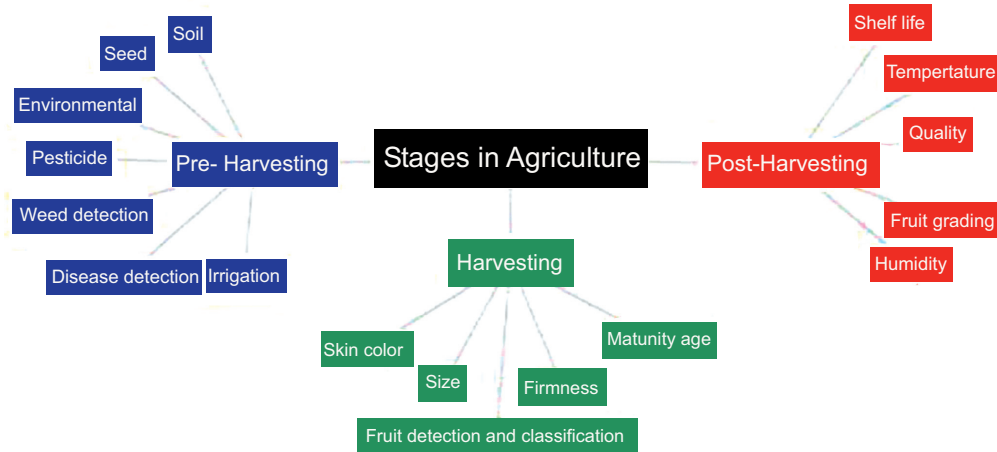 Soil
Seed
Environmental
Pesticide
Weed detection
Disease detection
Irrigation
Pre- Harvesting
Stages in Agriculture
Post-Harvesting
Shelf life
Tempertature
Quality
Fruit grading
Humidity
Harvesting
Skin color
Size
Fruit detection and classification
Firmness
Matunity age